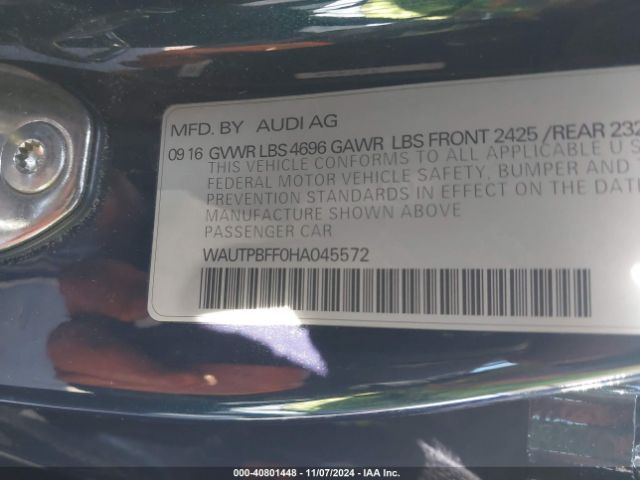 MFD. BY AUDI AG
09 16 GVWR LBS 4696 GAWR LBS FRONT 2425 /REAR 232
THIS VEHICLE CONFORMS TO ALL APPLICABLE U S
FEDERAL MOTOR VEHICLE SAFETY, BUMPER AND
PREVENTION STANDARDS IN EFFECT ON THE DATE
MANUFACTURE SHOWN ABOVE
PASSENGER CAR
WAUTPBFF0HA045572
000-40801448 - 11/07/2024 - IAA Inc.